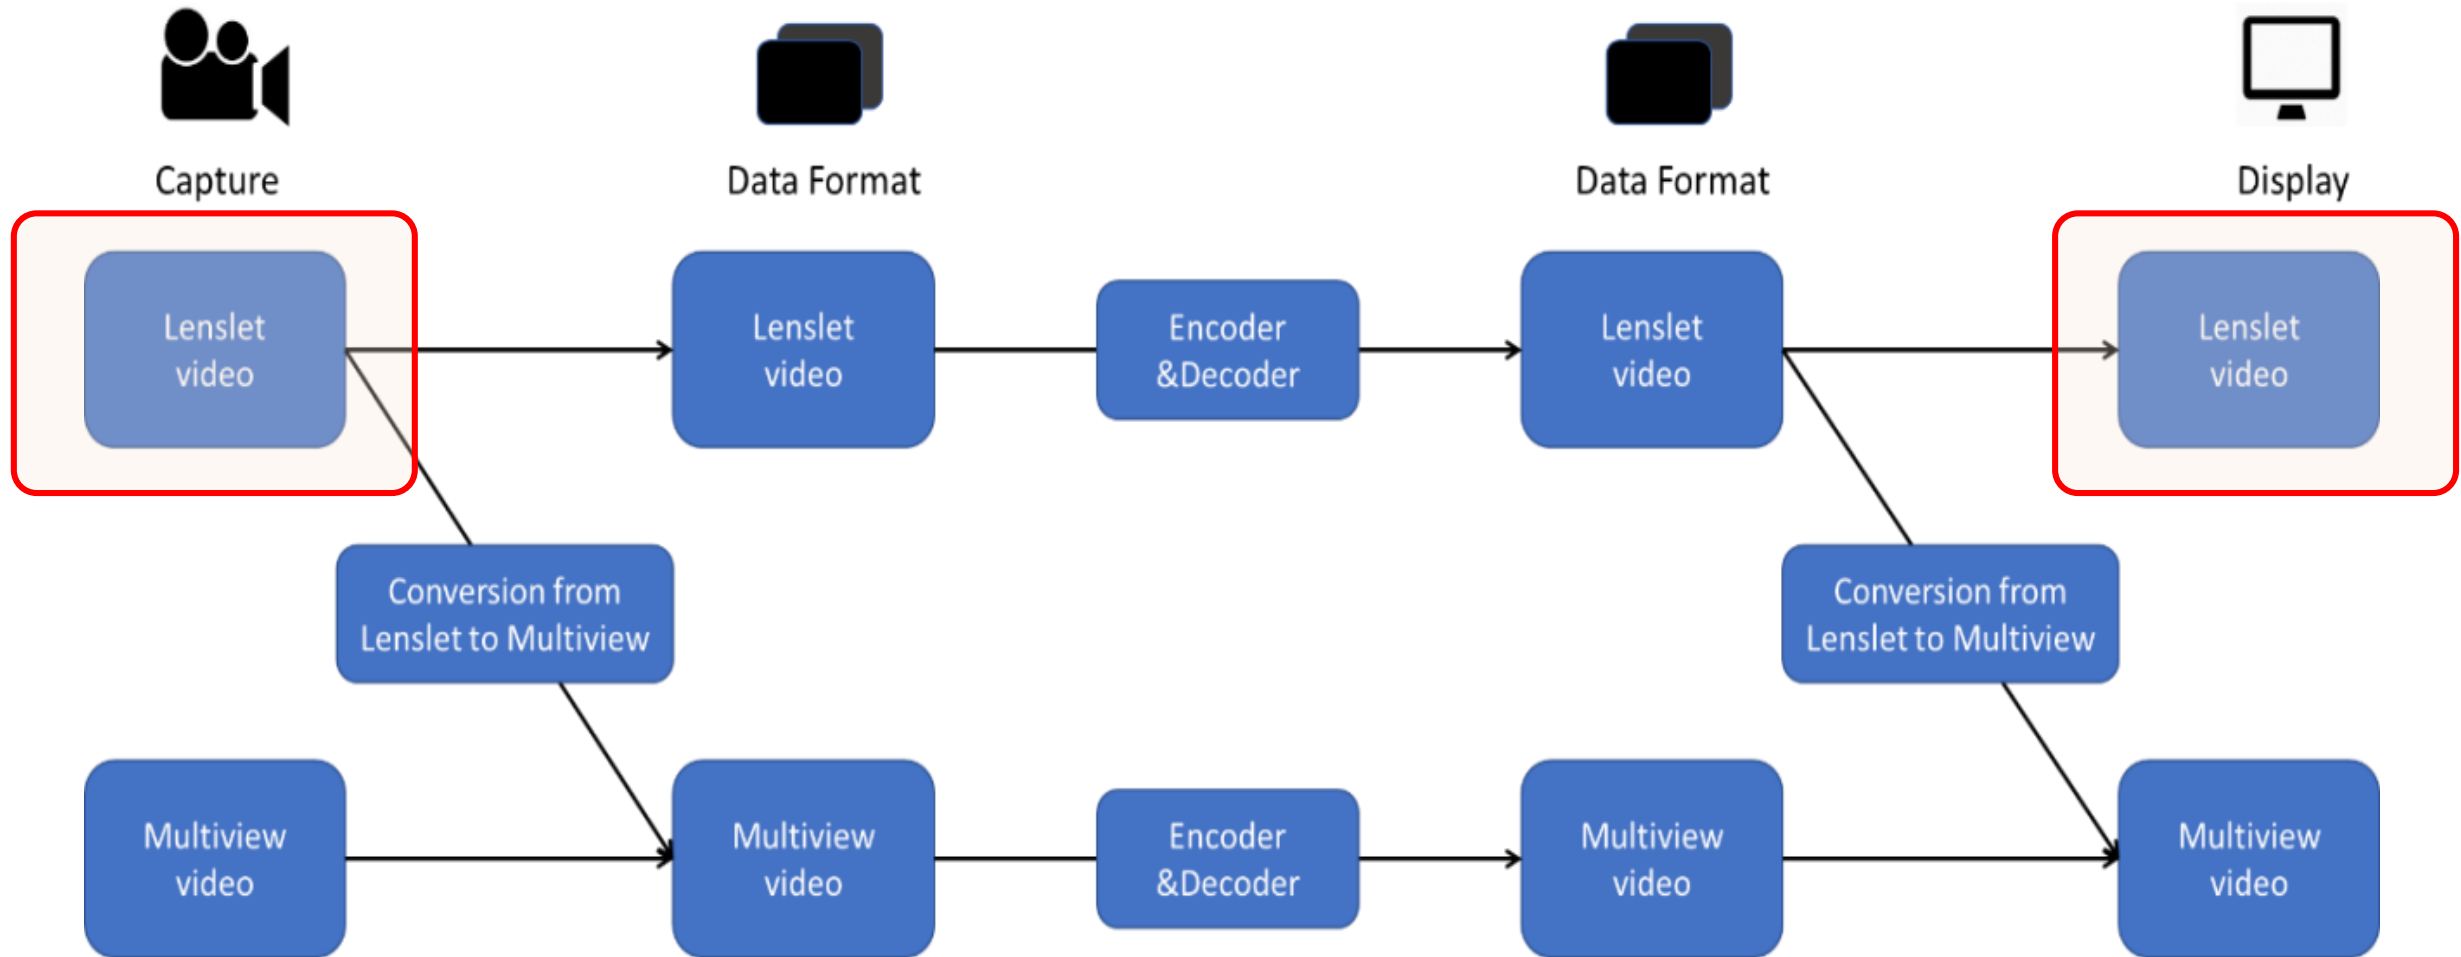 Capture
Data Format
Data Format
Display
Lenslet
video
Lenslet
video
Encoder
&Decoder
Lenslet
video
Lenslet
video
Conversion from
Lenslet to Multiview
Conversion from
Lenslet to Multiview
Multiview
video
Multiview
video
Encoder
&Decoder
Multiview
video
Multiview
video